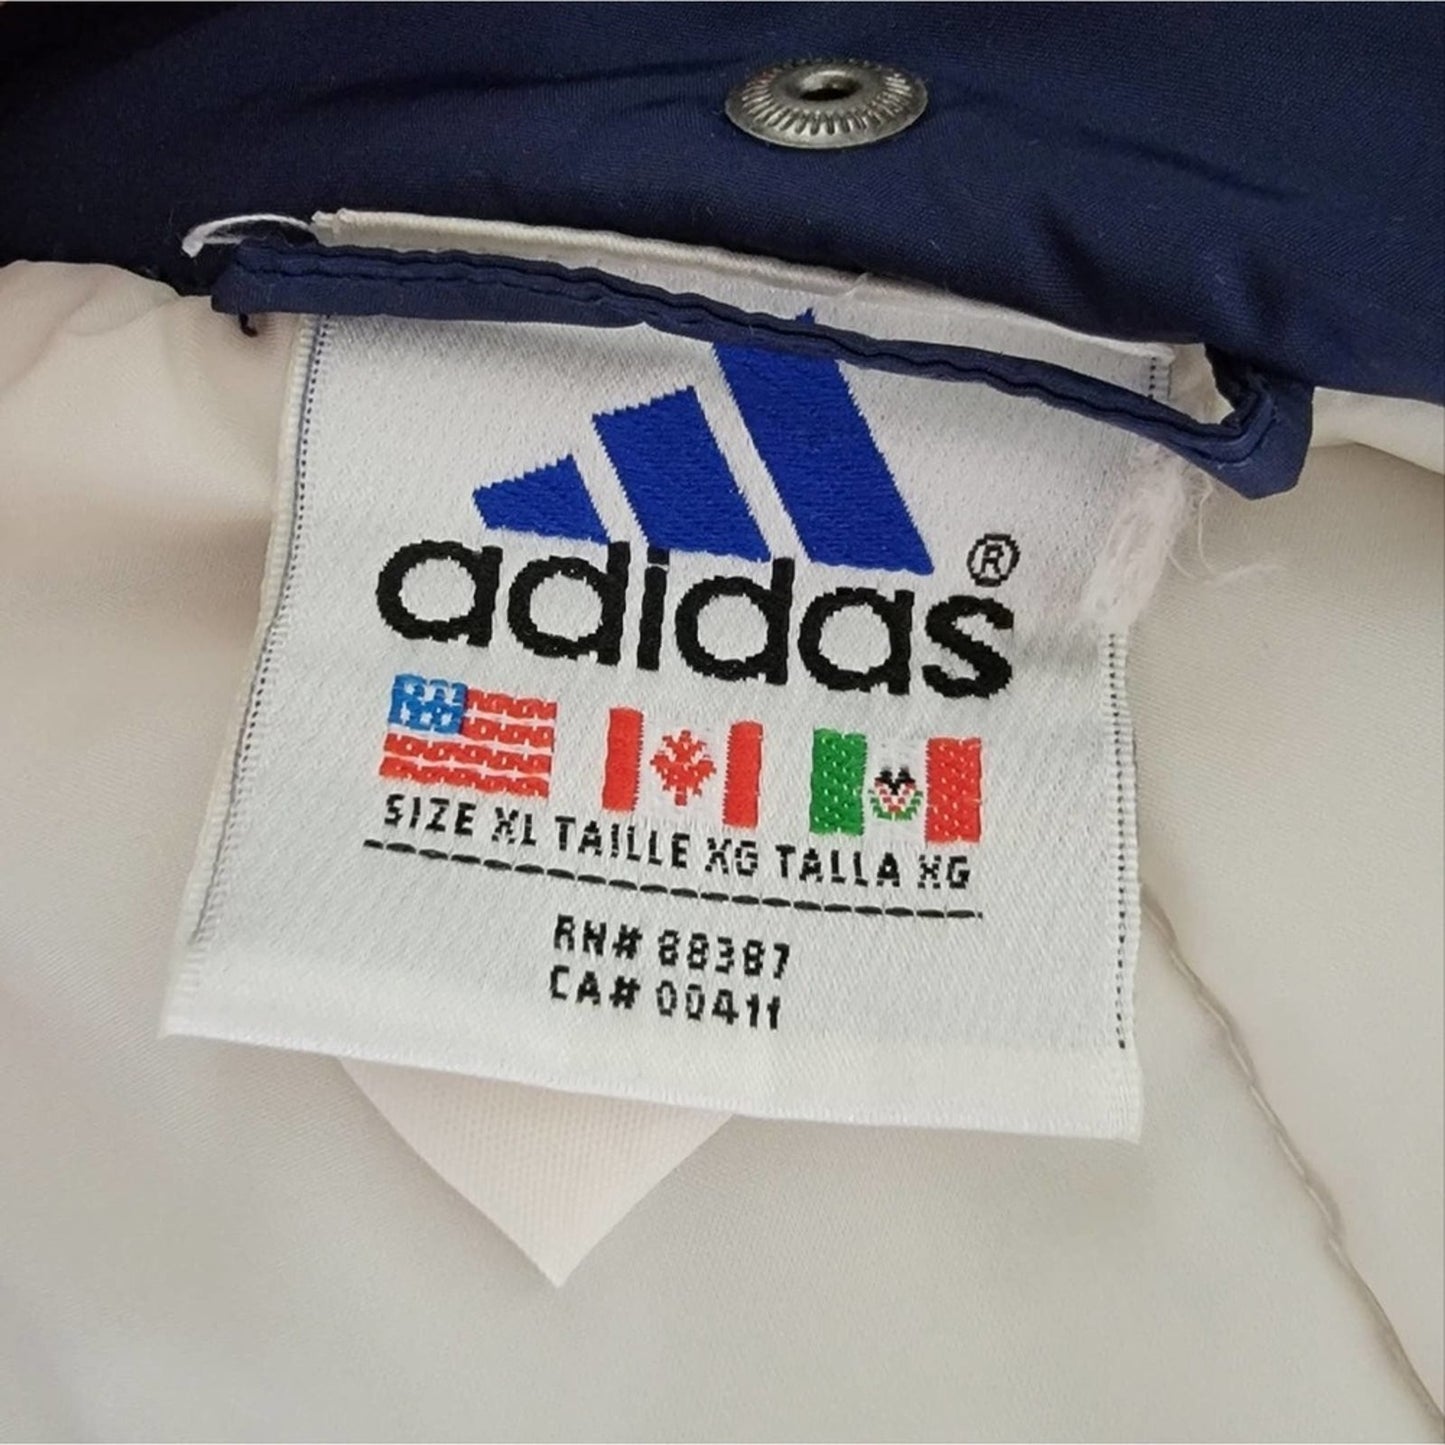 adidas®
SIZE XL TAILLE XG TALLA XG
RN# 88387
CA# 00411